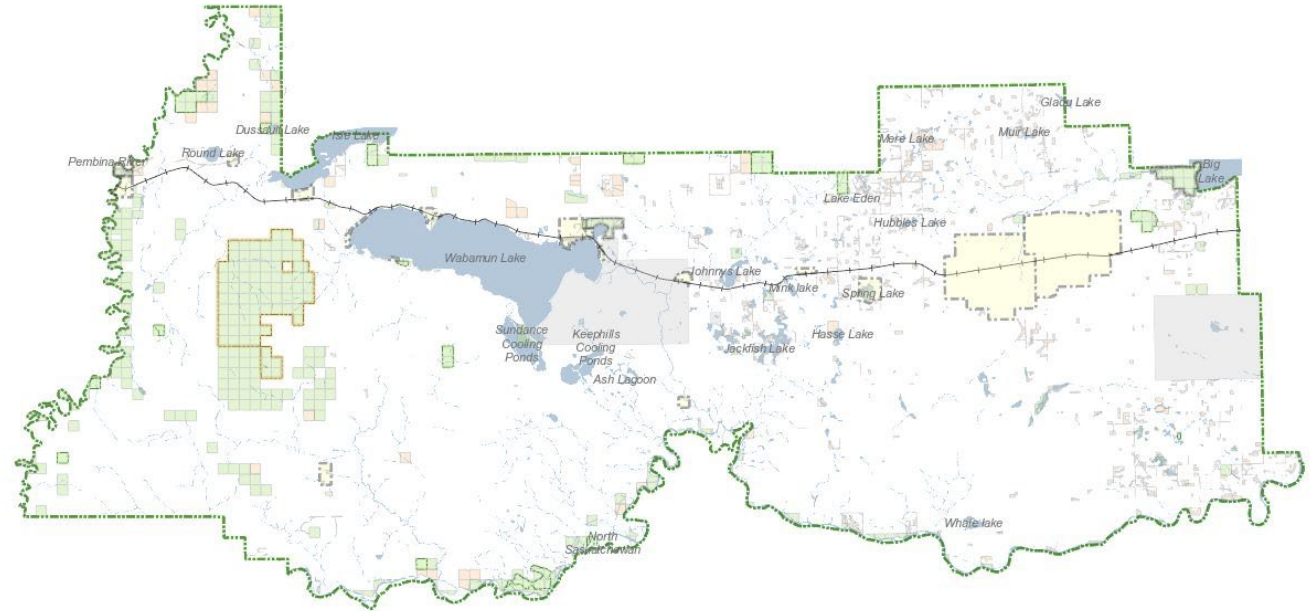 Glady Lake
Dussault Lake
Isle Lake
Mere Lake
Muir Lake
Round Lake
Pembina River
Big
Lake
Lake Eden
Hubbles Lake
Wabamun Lake
Johnnys Lake
Mink lake
Spring Lake
Sundance
Cooling
Ponds
Keephills
Cooling
Ponds
Hasse Lake
Jackfish Lake
Ash Lagoon
Whale lake
North
Saskatchewan